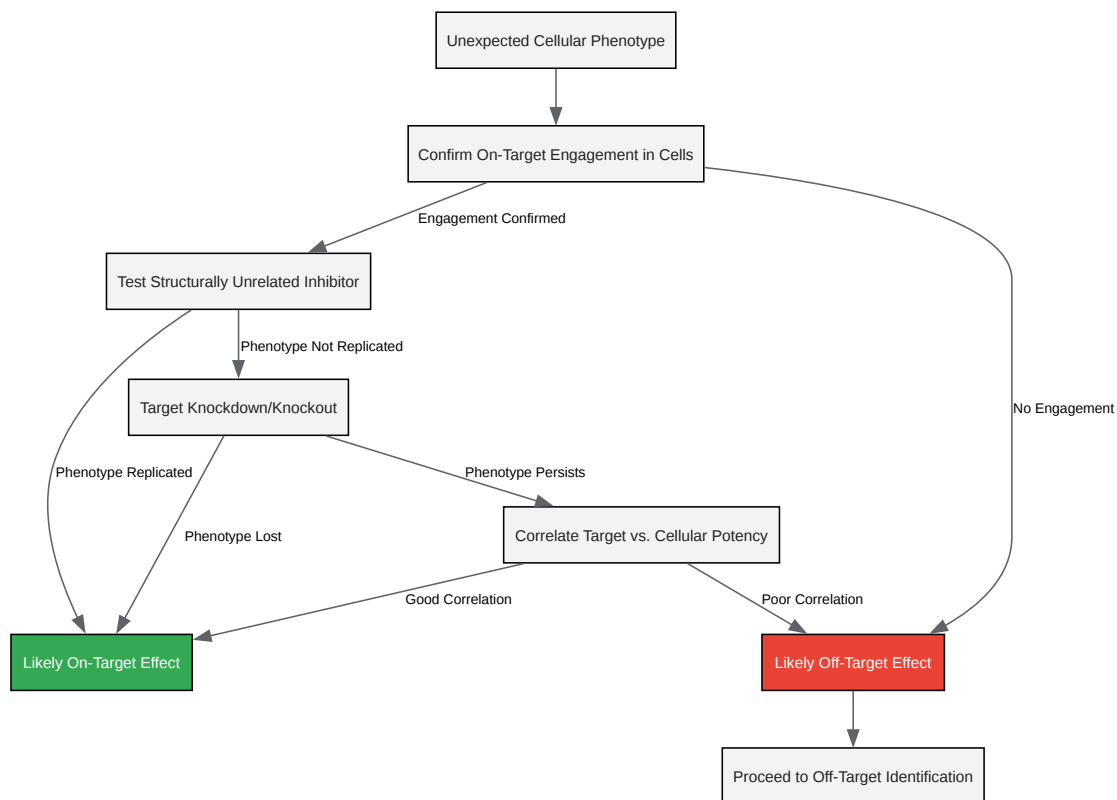 Unexpected Cellular Phenotype
Confirm On-Target Engagement in Cells
Engagement Confirmed
Test Structurally Unrelated Inhibitor
Phenotype Not Replicated
Target Knockdown/Knockout
No Engagement
Phenotype Replicated
Phenotype Persists
Phenotype Lost
Correlate Target vs. Cellular Potency
Good Correlation
Poor Correlation
Likely On-Target Effect
Likely Off-Target Effect
Proceed to Off-Target Identification